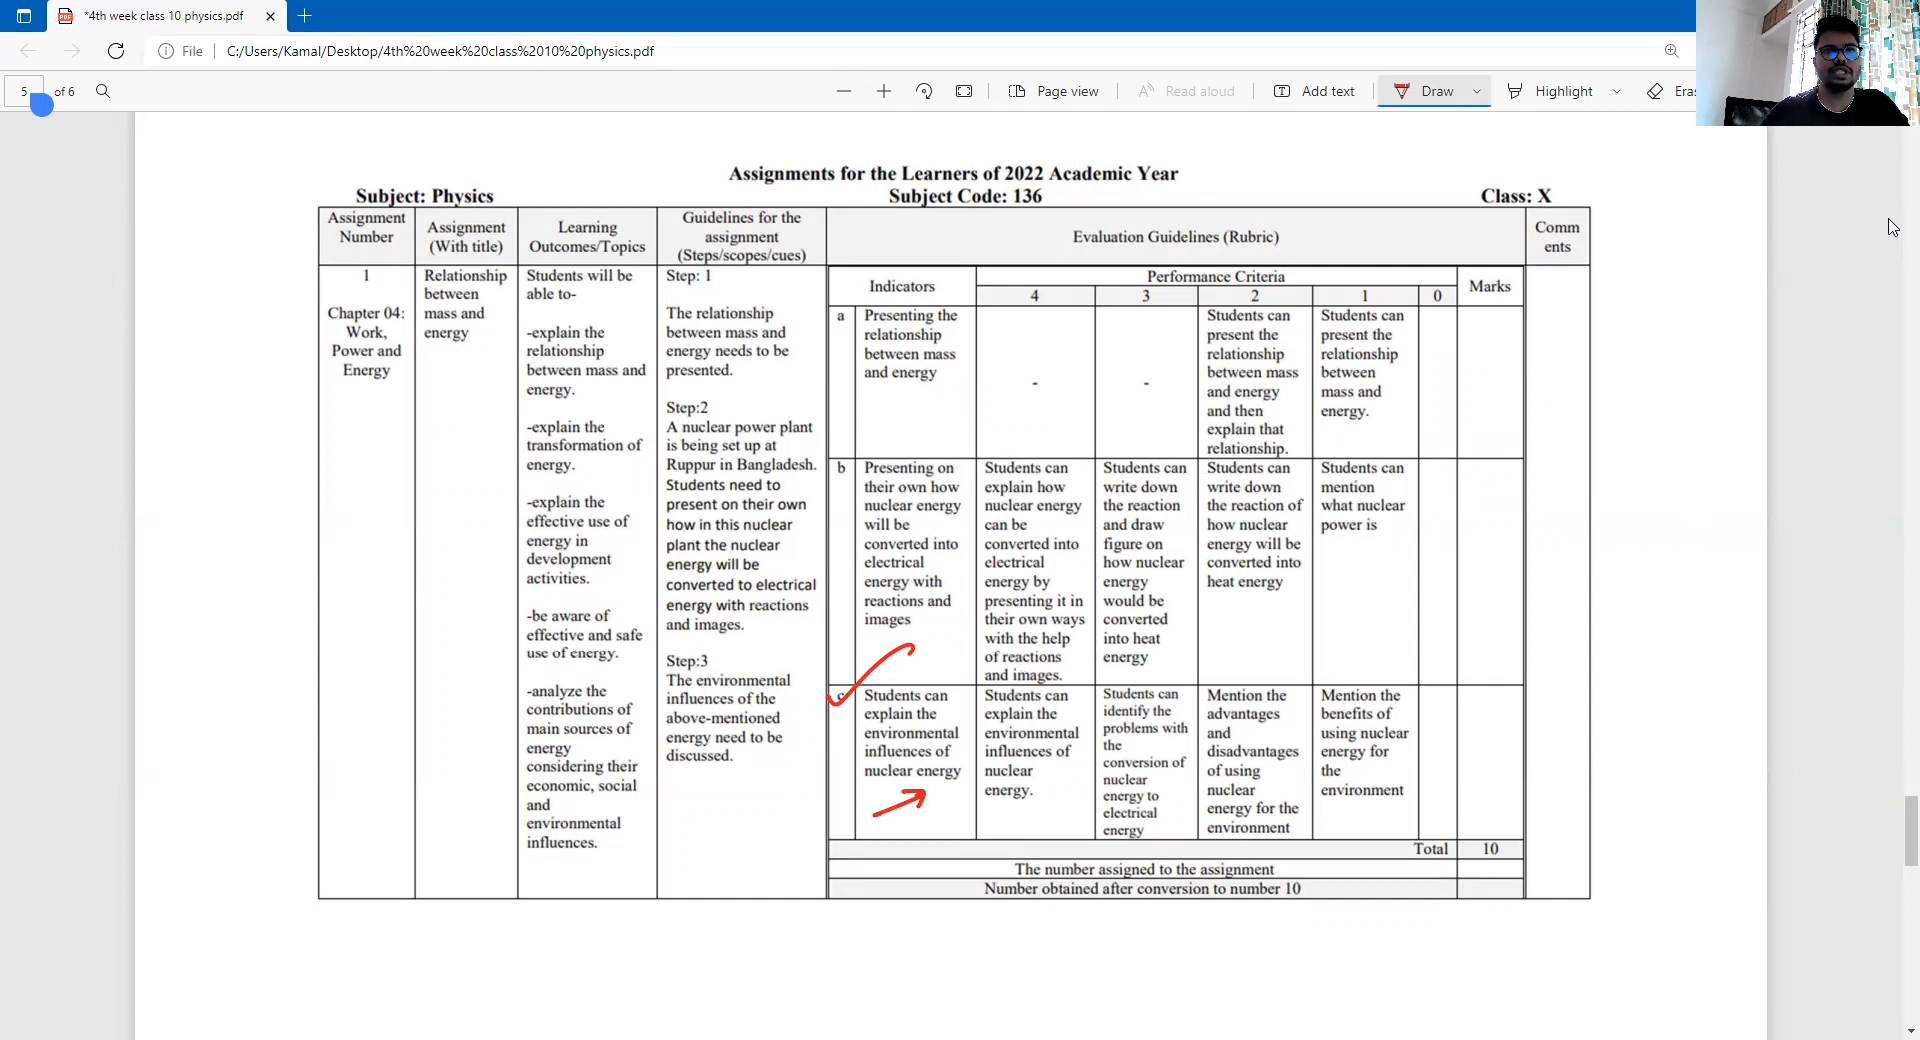 *4th week class 10 physics.pdf
File
C:/Users/Kamal/Desktop/4th%20week%20class%2010%20physics.pdf
5 of 6
Page view
Read aloud
Add text
Draw
Highlight
Eras
Assignments for the Learners of 2022 Academic Year
Subject: Physics Subject Code: 136 Class: X
Assignment
Number
Assignment
(With title)
Learning
Outcomes/Topics
Guidelines for the
assignment
(Steps/scopes/cues)
Evaluation Guidelines (Rubric)
Comm
ents
1
Chapter 04:
Work,
Power and
Energy
Relationship
between
mass and
energy
Students will be
able to-
-explain the
relationship
between mass and
energy.
-explain the
transformation of
energy.
-explain the
effective use of
energy in
development
activities.
-be aware of
effective and safe
use of energy.
-analyze the
contributions of
main sources of
energy
considering their
economic, social
and
environmental
influences.
Step: 1
The relationship
between mass and
energy needs to be
presented.
Step:2
A nuclear power plant
is being set up at
Ruppur in Bangladesh.
Students need to
present on their own
how in this nuclear
plant the nuclear
energy will be
converted to electrical
energy with reactions
and images.
Step:3
The environmental
influences of the
above-mentioned
energy need to be
discussed.
Indicators
Performance Criteria
Marks
4 3 2 1 0
a
Presenting the
relationship
between mass
and energy
-
-
Students can
present the
relationship
between mass
and energy
and then
explain that
relationship.
Students can
present the
relationship
between
mass and
energy.
b
Presenting on
their own how
nuclear energy
will be
converted into
electrical
energy with
reactions and
images
Students can
explain how
nuclear energy
can be
converted into
electrical
energy by
presenting it in
their own ways
with the help
of reactions
and images.
Students can
write down
the reaction
and draw
figure on
how nuclear
energy
would be
converted
into heat
energy
Students can
write down
the reaction of
how nuclear
energy will be
converted into
heat energy
Students can
mention
what nuclear
power is
c
Students can
explain the
environmental
influences of
nuclear energy
Students can
explain the
environmental
influences of
nuclear
energy.
Students can
identify the
problems with
the
conversion of
nuclear
energy to
electrical
energy
Mention the
advantages
and
disadvantages
of using
nuclear
energy for the
environment
Mention the
benefits of
using nuclear
energy for
the
environment
Total 10
The number assigned to the assignment
Number obtained after conversion to number 10